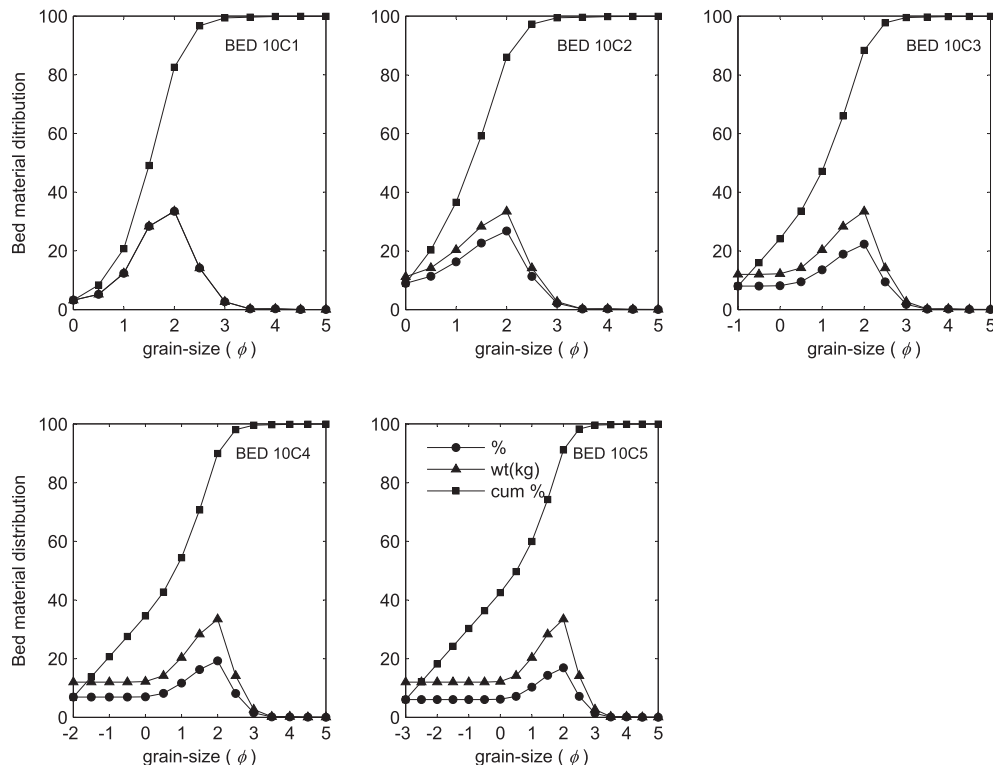 100
80
60
40
20
0
Bed material ditribution
BED 10C1
0 1 2 3 4 5
grain-size ( ϕ )
100
80
60
40
20
0
BED 10C2
0 1 2 3 4 5
grain-size ( ϕ )
100
80
60
40
20
0
BED 10C3
-1 0 1 2 3 4 5
grain-size ( ϕ )
100
80
60
40
20
0
Bed material distribution
BED 10C4
-2 -1 0 1 2 3 4 5
grain-size ( ϕ )
100
80
60
40
20
0
%
wt(kg)
cum %
BED 10C5
-3 -2 -1 0 1 2 3 4 5
grain-size ( ϕ )